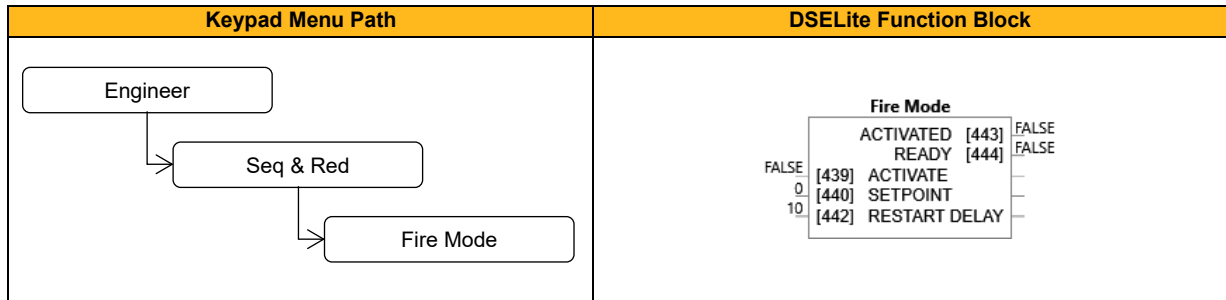 Keypad Menu Path
DSELite Function Block
Engineer
Seq & Red
Fire Mode
Fire Mode
ACTIVATED [443] FALSE
READY [444] FALSE
FALSE [439] ACTIVATE
0 [440] SETPOINT
10 [442] RESTART DELAY